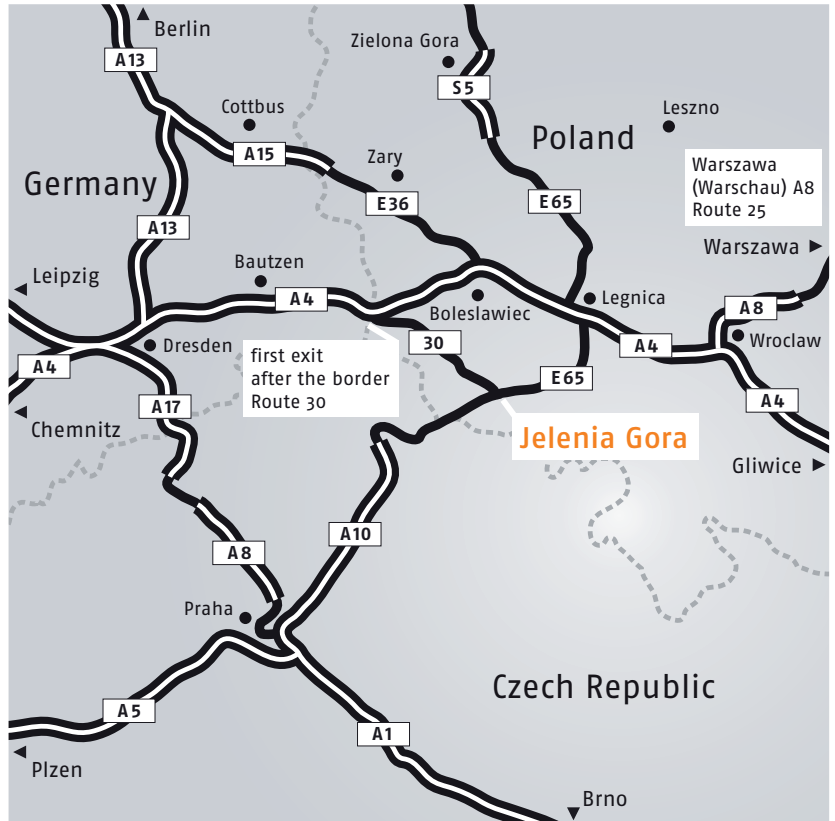 Berlin
A13
Zielona Gora
S5
Cottbus
Leszno
Poland
A15
Zary
Germany
Warszawa
(Warschau) A8
Route 25
E36
E65
A13
Warszawa
Leipzig
Bautzen
A4
Boleslawiec
Legnica
A8
Dresden
30
A4
Wroclaw
first exit
after the border
Route 30
A4
E65
A17
A4
Chemnitz
Jelenia Gora
Gliwice
A10
A8
Praha
Czech Republic
A5
A1
Plzen
Brno